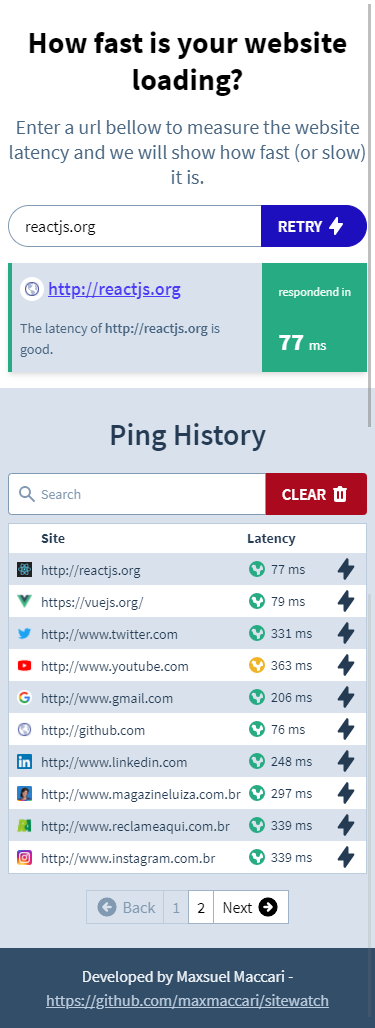 How fast is your website
loading?
Enter a url bellow to measure the website
latency and we will show how fast (or slow)
it is.
reactjs.org RETRY
http://reactjs.org respondend in
The latency of http://reactjs.org is
good.
77 ms
Ping History
Search CLEAR
Site Latency
http://reactjs.org 77 ms
https://vuejs.org/ 79 ms
http://www.twitter.com 331 ms
http://www.youtube.com 363 ms
http://www.gmail.com 206 ms
http://github.com 76 ms
http://www.linkedin.com 248 ms
http://www.magazineluiza.com.br 297 ms
http://www.reclameaqui.com.br 339 ms
http://www.instagram.com.br 339 ms
Back 1 2 Next
Developed by Maxsuel Maccari -
https://github.com/maxmaccari/sitewatch